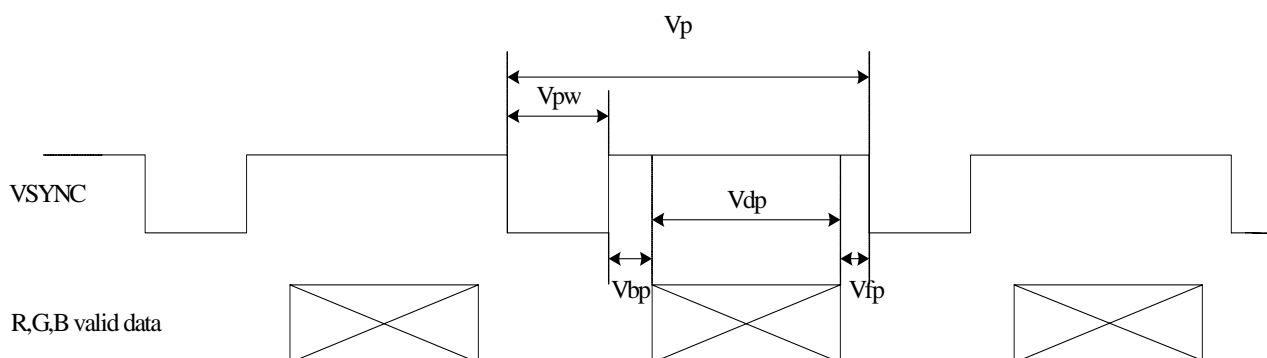 Vp
Vpw
VSYNC
Vdp
Vbp
Vfp
R,G,B valid data